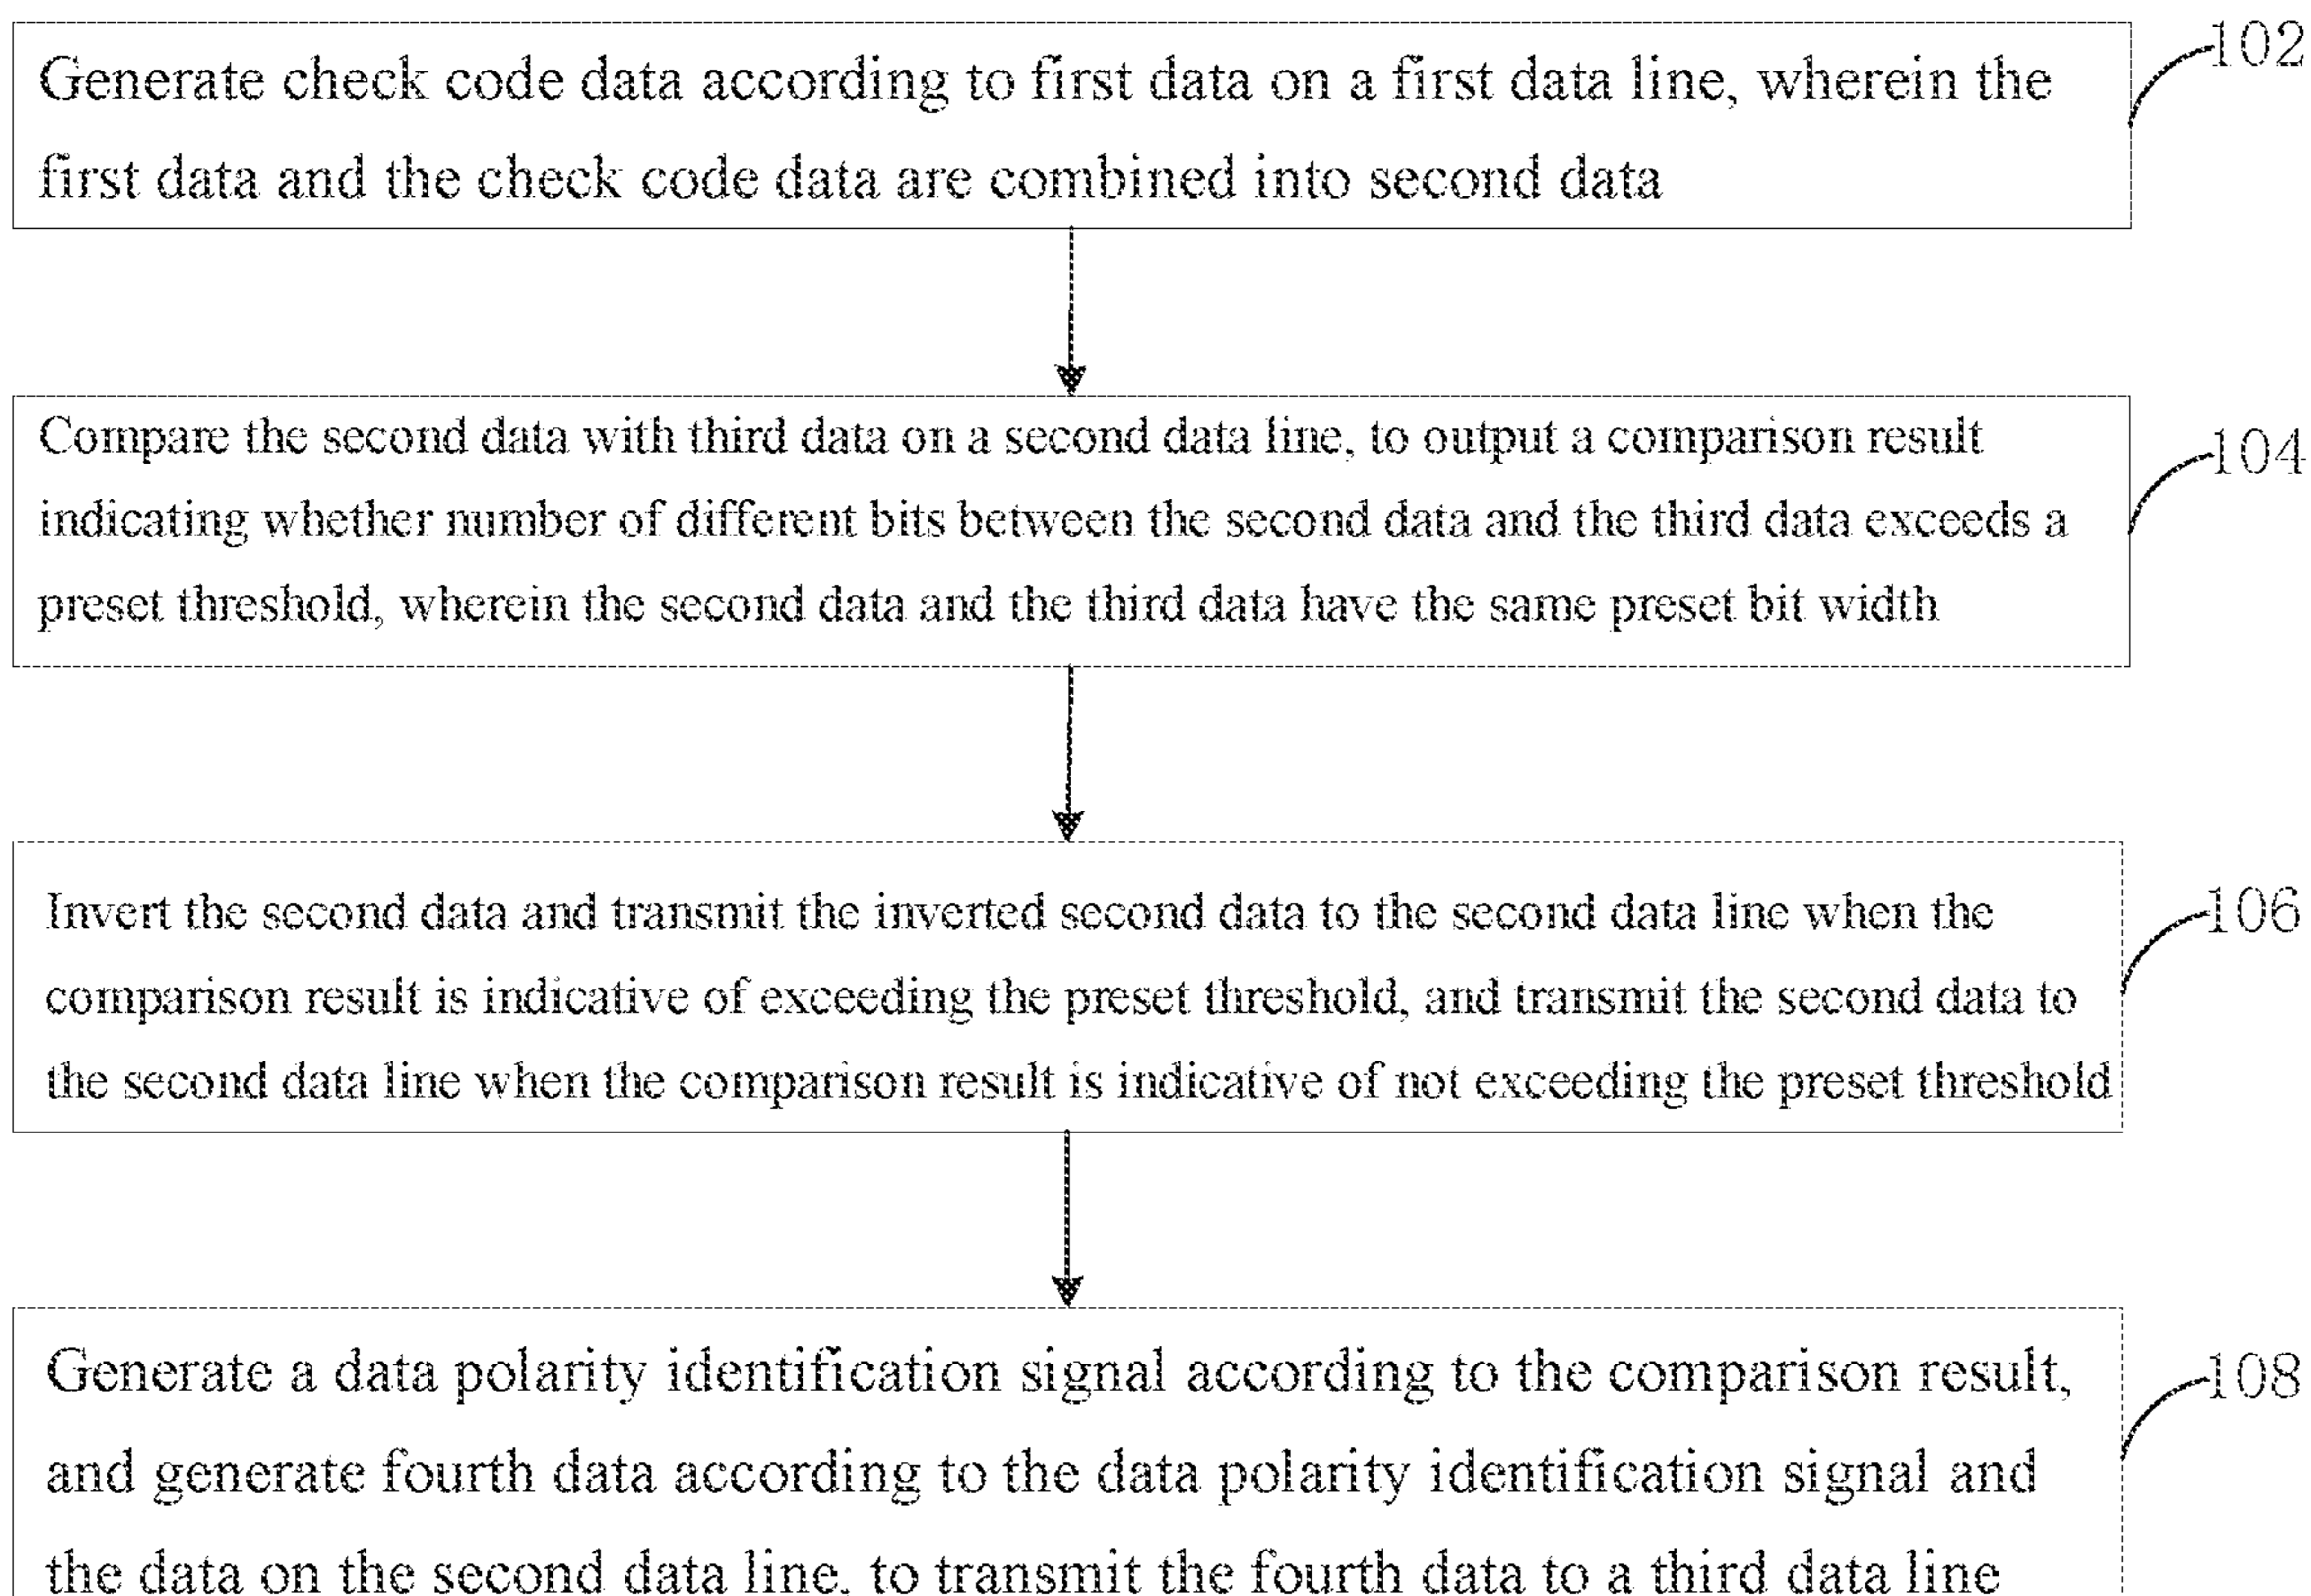 Generate check code data according to first data on a first data line, wherein the
first data and the check code data are combined into second data
102
Compare the second data with third data on a second data line, to output a comparison result
indicating whether number of different bits between the second data and the third data exceeds a
preset threshold, wherein the second data and the third data have the same preset bit width
104
Invert the second data and transmit the inverted second data to the second data line when the
comparison result is indicative of exceeding the preset threshold, and transmit the second data to
the second data line when the comparison result is indicative of not exceeding the preset threshold
106
Generate a data polarity identification signal according to the comparison result,
and generate fourth data according to the data polarity identification signal and
the data on the second data line, to transmit the fourth data to a third data line
108